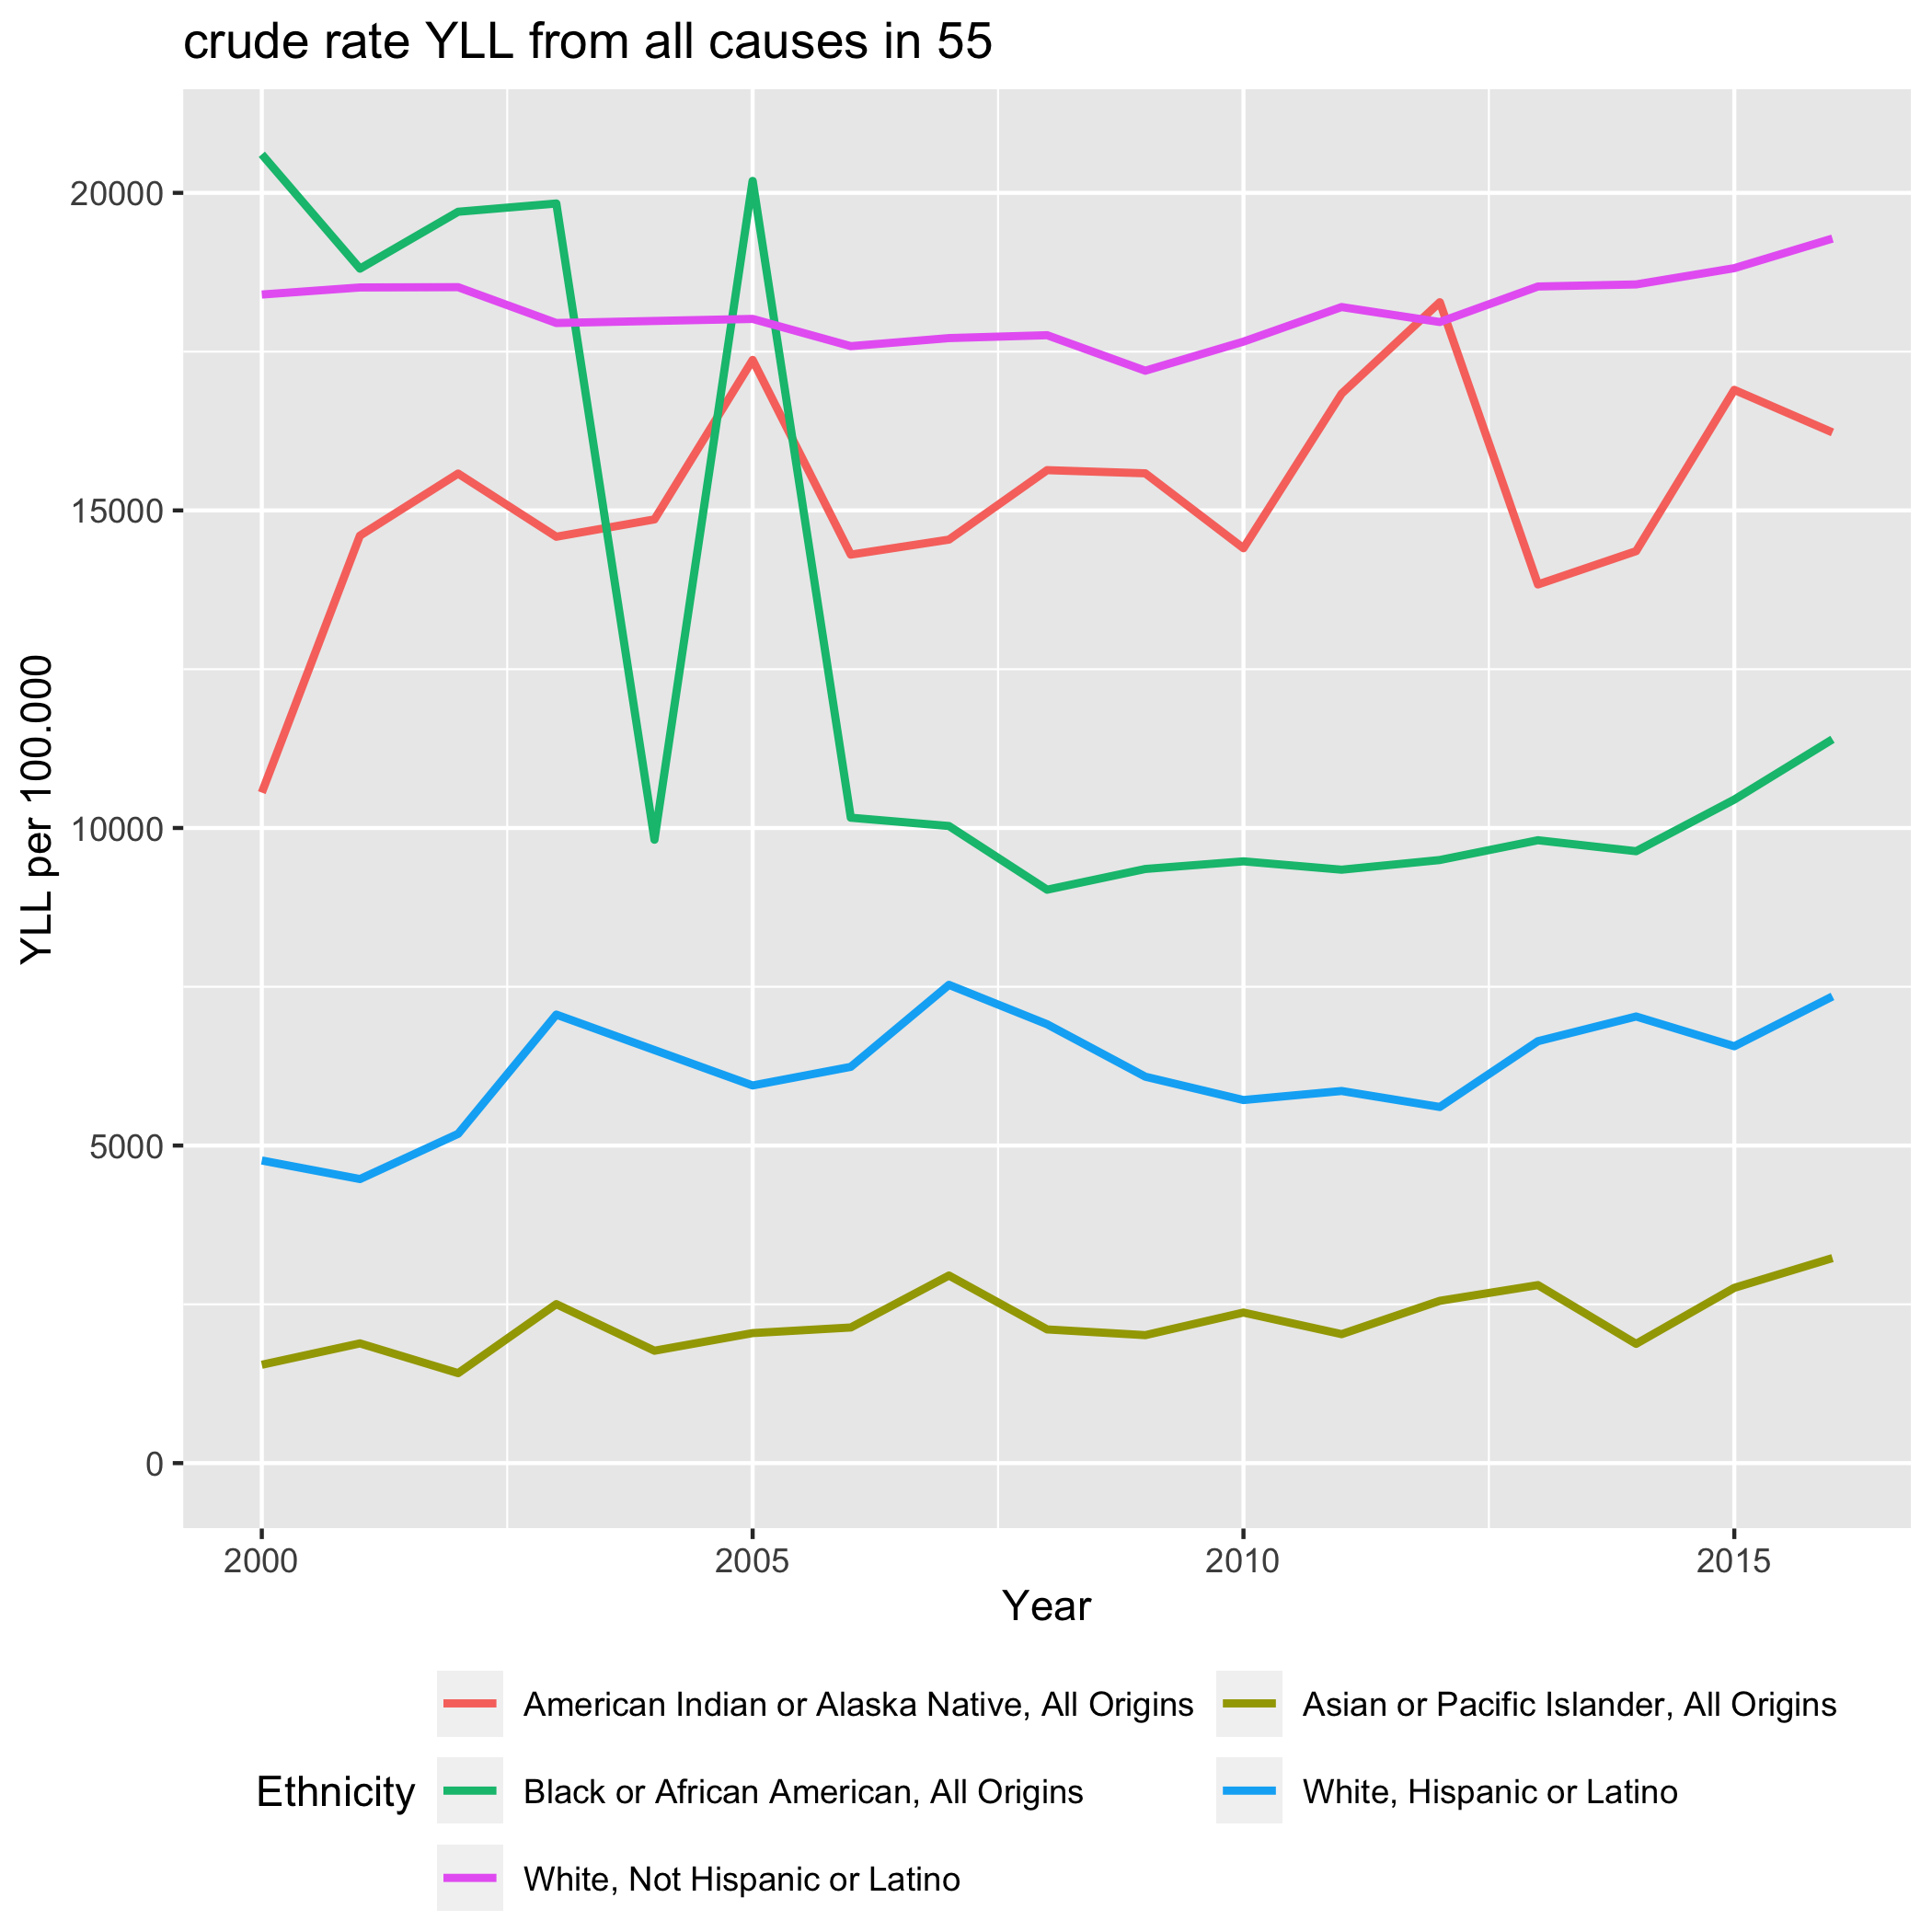 crude rate YLL from all causes in 55
YLL per 100.000
20000
15000
10000
5000
0
2000 2005 2010 2015
Year
Ethnicity
American Indian or Alaska Native, All Origins
Asian or Pacific Islander, All Origins
Black or African American, All Origins
White, Hispanic or Latino
White, Not Hispanic or Latino